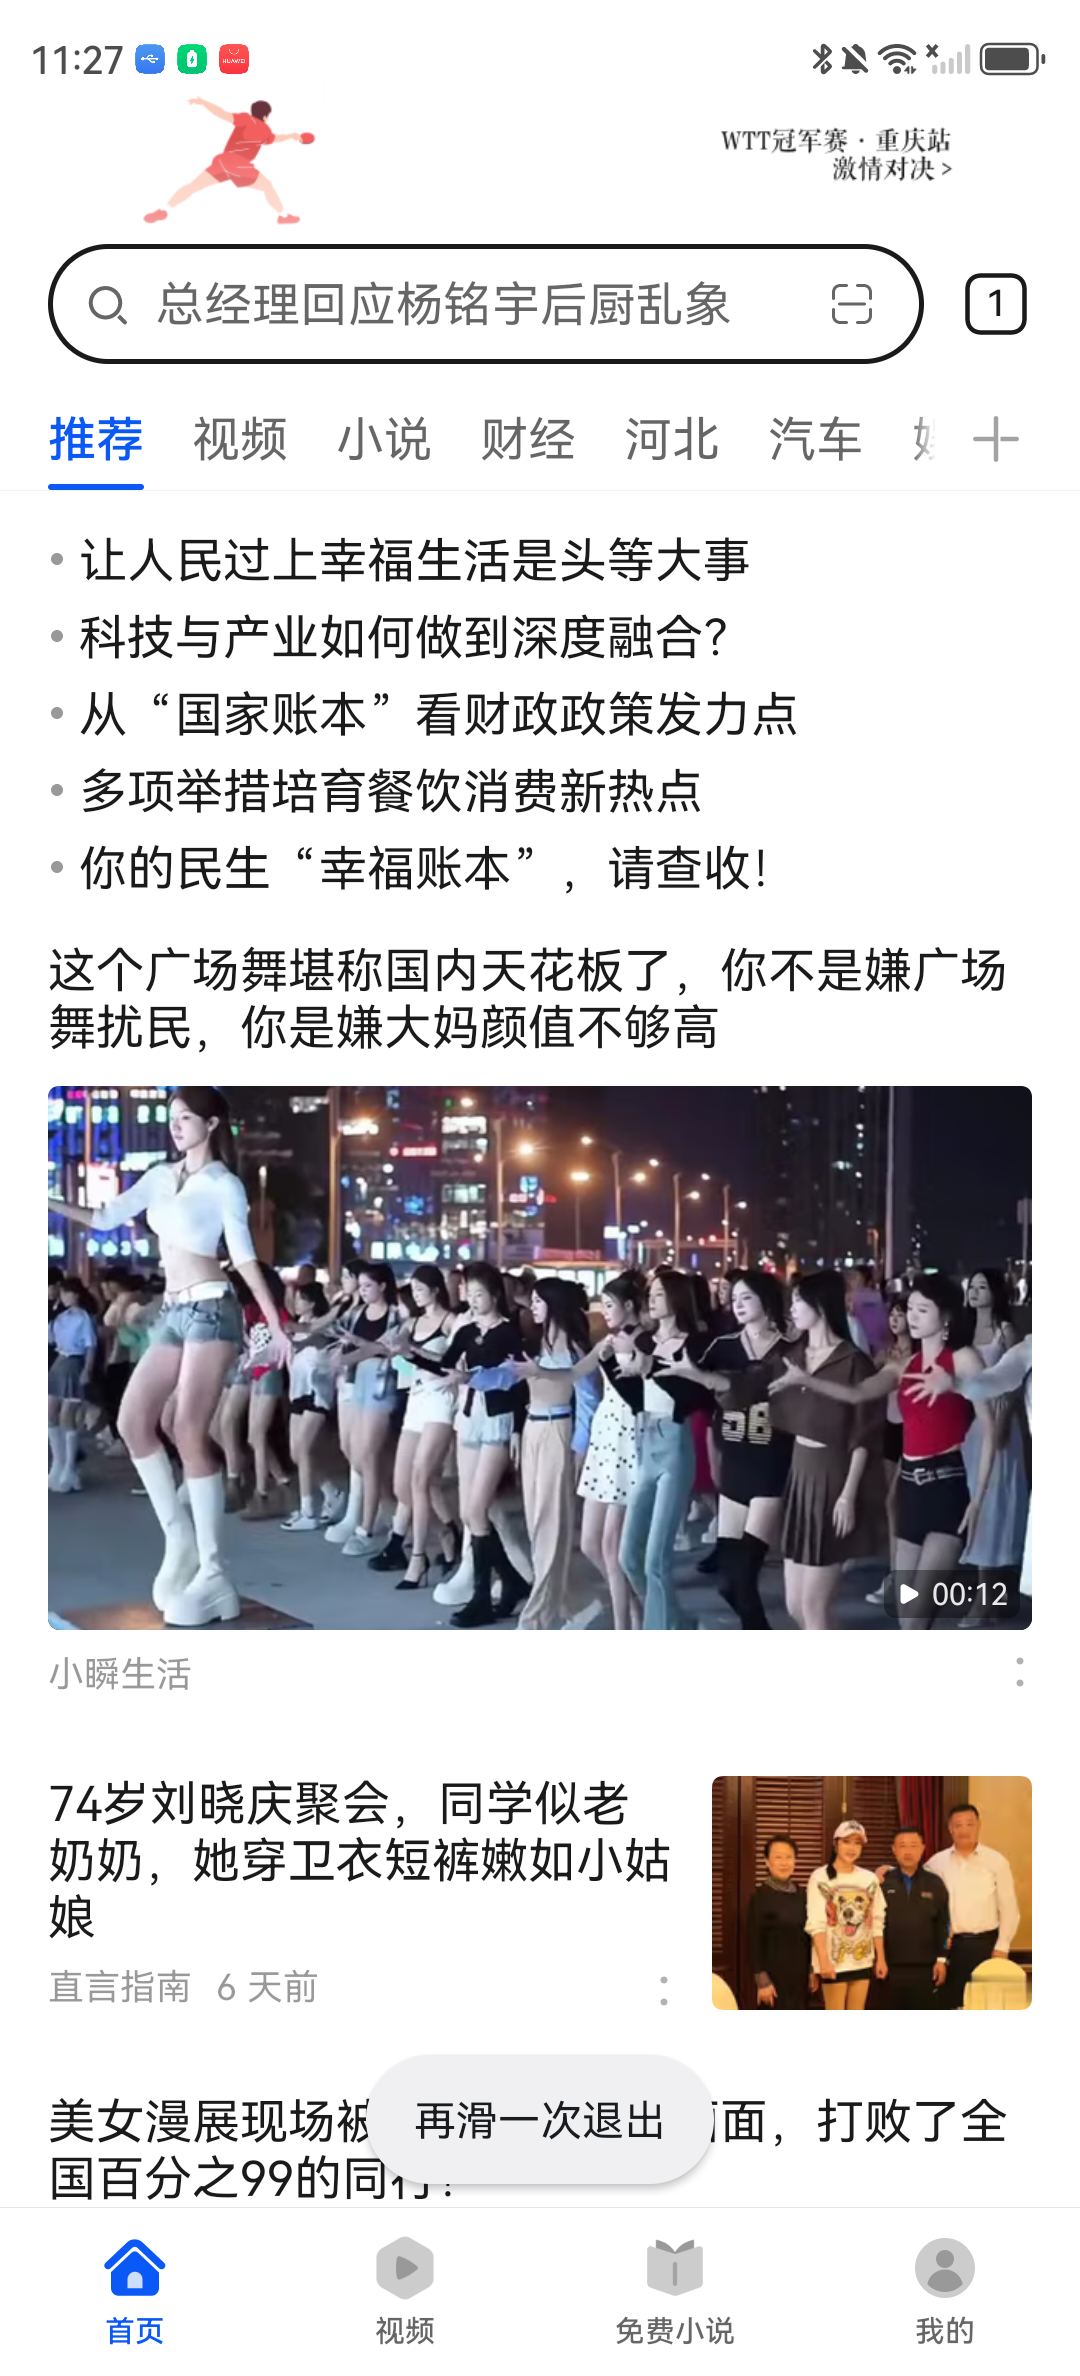 11:27
HUAWEI
WTT冠军赛·重庆站
激情对决>
总经理回应杨铭宇后厨乱象
1
推荐 视频 小说 财经 河北 汽车
让人民过上幸福生活是头等大事
科技与产业如何做到深度融合?
从“国家账本”看财政政策发力点
多项举措培育餐饮消费新热点
你的民生“幸福账本”，请查收!
这个广场舞堪称国内天花板了，你不是嫌广场
舞扰民，你是嫌大妈颜值不够高
58
00:12
小瞬生活
74岁刘晓庆聚会，同学似老
奶奶，她穿卫衣短裤嫩如小姑
娘
直言指南 6 天前
美女漫展现场被 面，打败了全
再滑一次退出
国百分之99的同行!
首页 视频 免费小说 我的